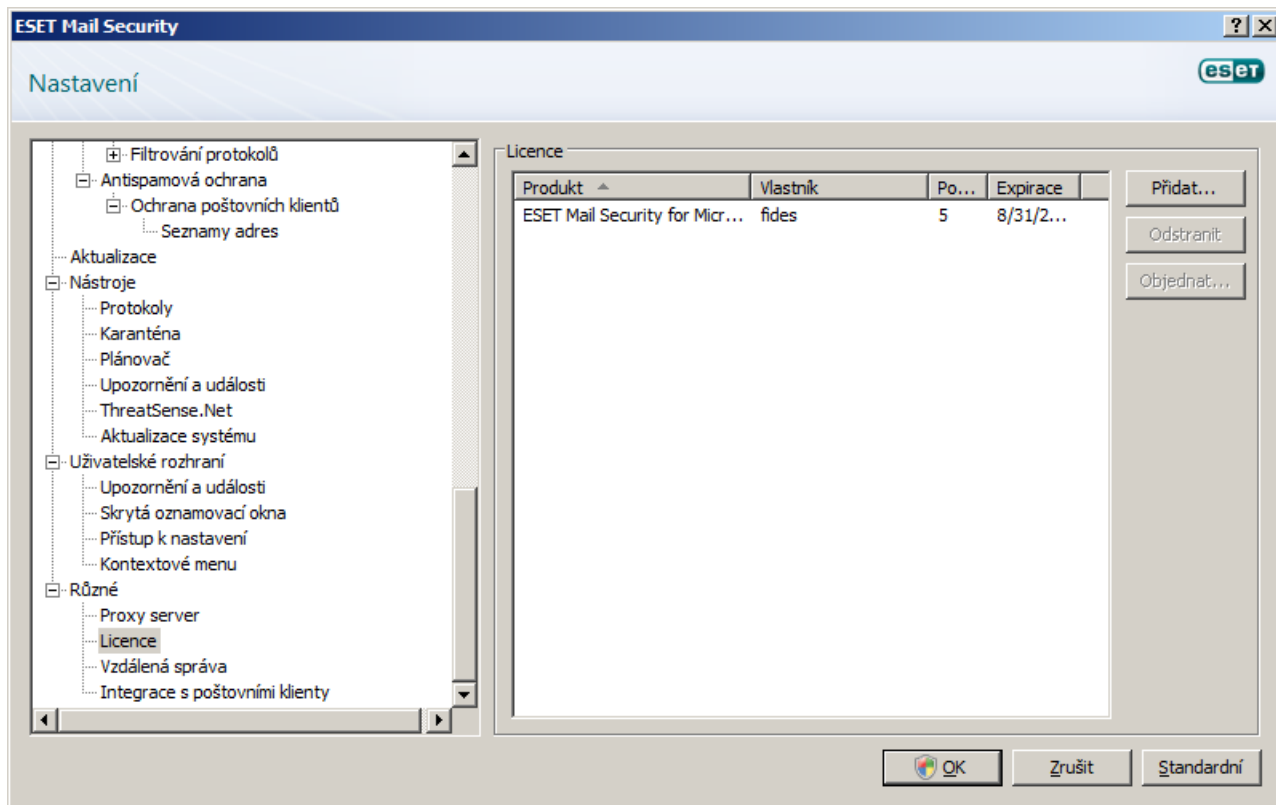 ESET Mail Security
Nastavení
eset
Filtrování protokolů
Antispamová ochrana
Ochrana poštovních klientů
Seznamy adres
Aktualizace
Nástroje
Protokoly
Karanténa
Plánovač
Upozornění a události
ThreatSense.Net
Aktualizace systému
Uživatelské rozhraní
Upozornění a události
Skrytá oznamovací okna
Přístup k nastavení
Kontextové menu
Různé
Proxy server
Licence
Vzdálená správa
Integrace s poštovními klienty
Licence
Produkt Vlastník Po... Expirace
ESET Mail Security for Micr... fides 5 8/31/2...
Přidat...
Odstranit
Objednat...
OK Zrušit Standardní